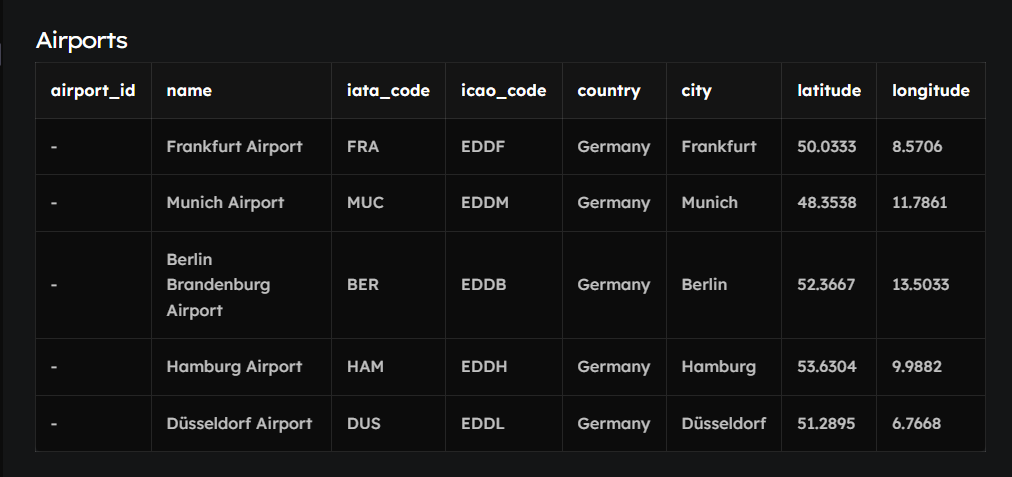 Airports
airport_id name iata_code icao_code country city latitude longitude
- Frankfurt Airport FRA EDDF Germany Frankfurt 50.0333 8.5706
- Munich Airport MUC EDDM Germany Munich 48.3538 11.7861
Berlin
- Brandenburg BER EDDB Germany Berlin 52.3667 13.5033
Airport
- Hamburg Airport HAM EDDH Germany Hamburg 53.6304 9.9882
- Düsseldorf Airport DUS EDDL Germany Düsseldorf 51.2895 6.7668